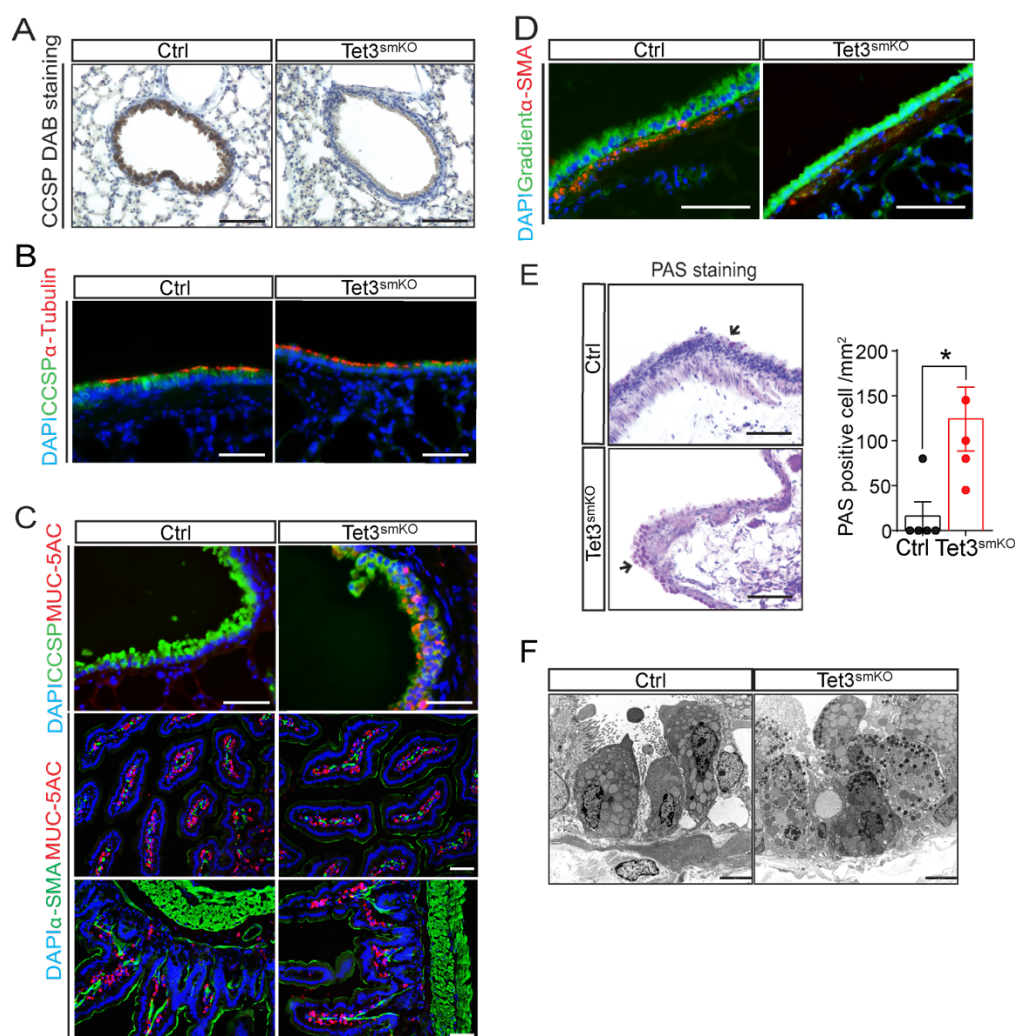 A
Ctrl
Tet3smKO
CCSP DAB staining
B
Ctrl
Tet3smKO
DAPICCSPα-Tubulin
C
Ctrl
Tet3smKO
DAPICCSPMUC-5AC
DAPIα-SMAMUC-5AC
D
Ctrl
Tet3smKO
DAPIGradientα-SMA
E
PAS staining
Ctrl
Tet3smKO
PAS positive cell /mm²
200
150
100
50
0
*
Ctrl Tet3smKO
F
Ctrl
Tet3smKO